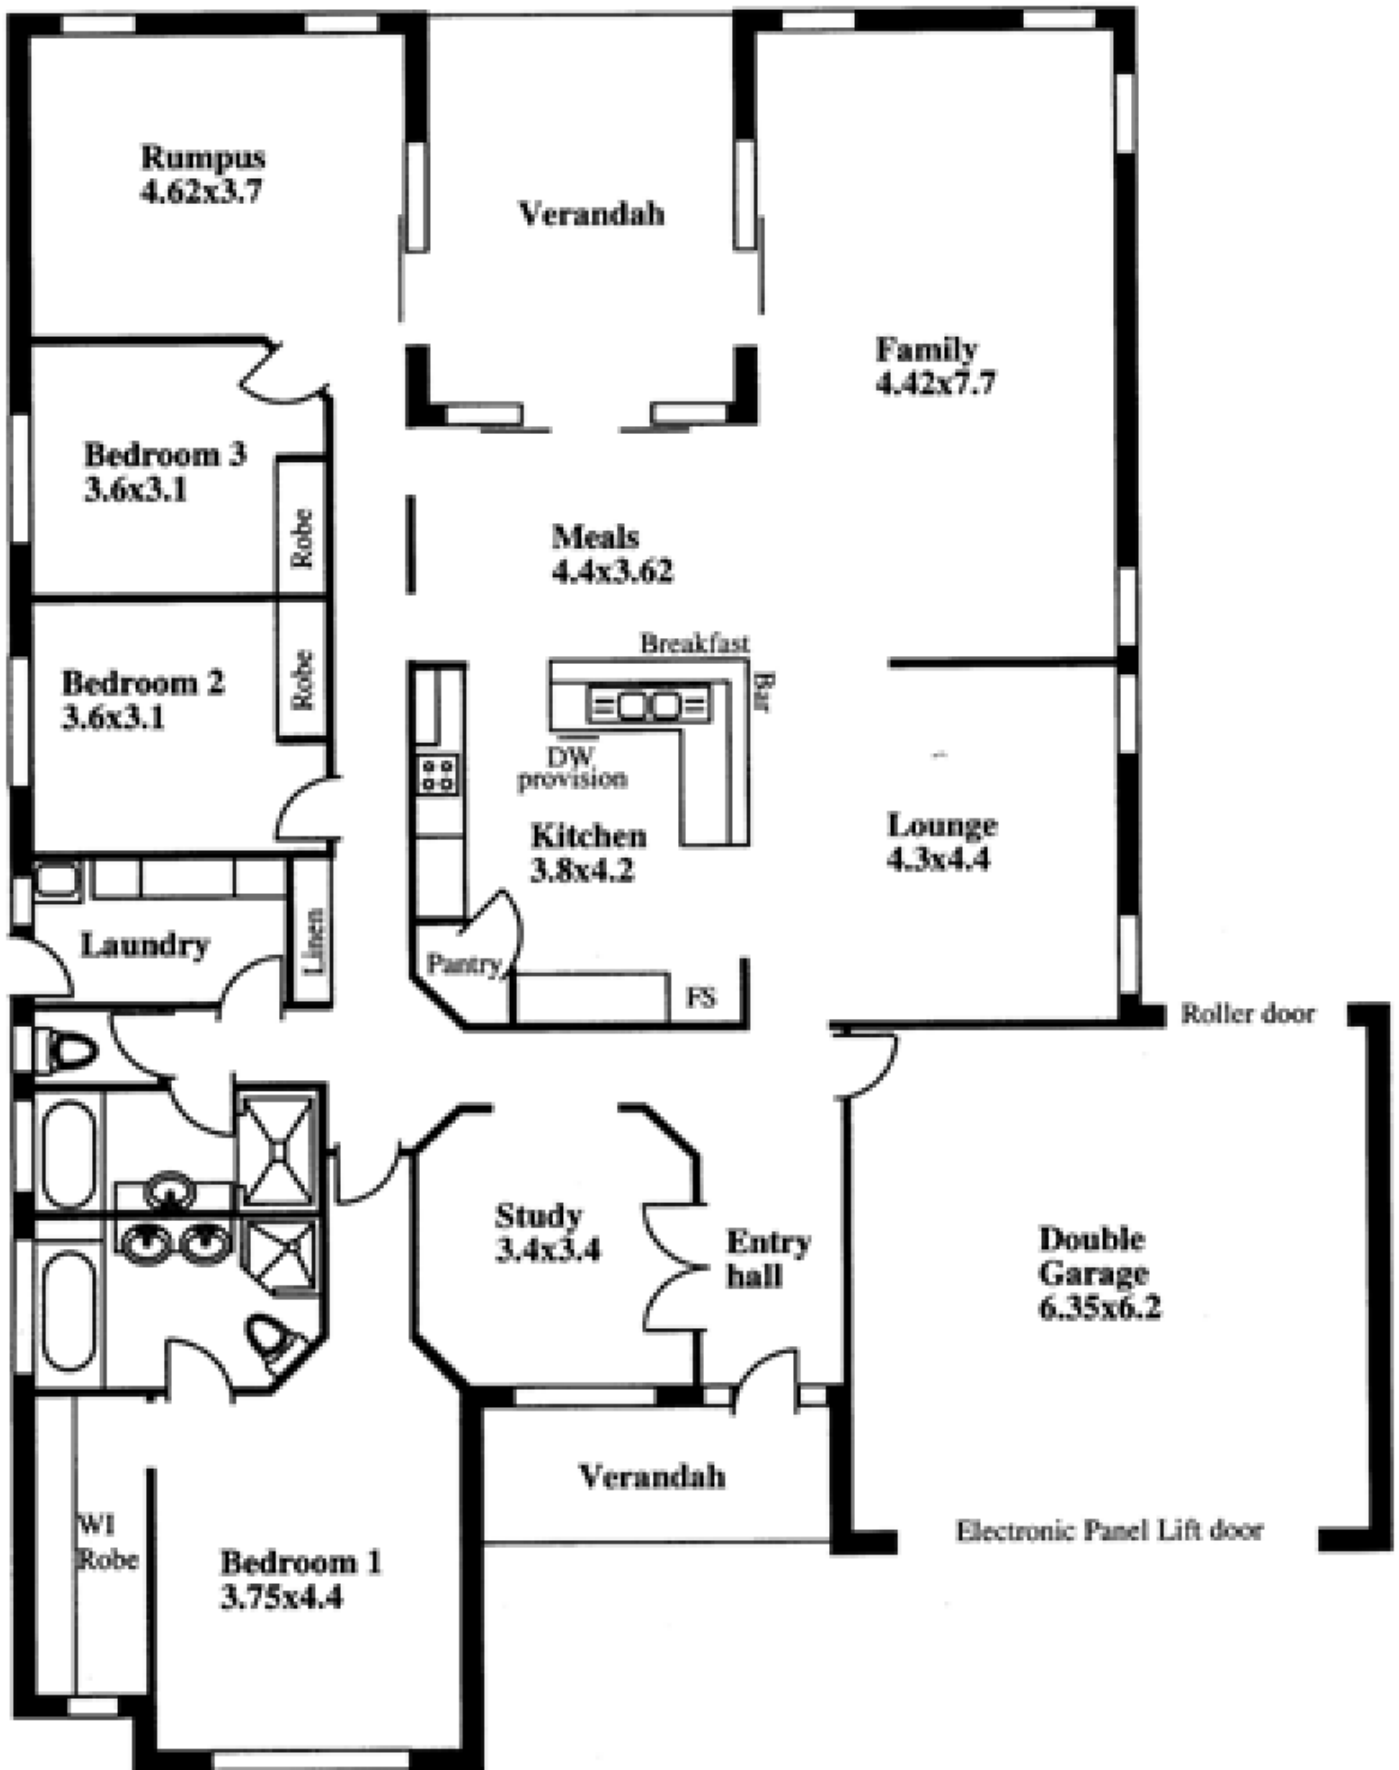 Rumpus
4.62x3.7
Verandah
Family
4.42x7.7
Bedroom 3
3.6x3.1
Robe
Meals
4.4x3.62
Breakfast
Bar
Bedroom 2
3.6x3.1
Robe
DW
provision
Kitchen
3.8x4.2
Lounge
4.3x4.4
Laundry
Linen
Pantry
FS
Roller door
Study
3.4x3.4
Entry
hall
Double
Garage
6.35x6.2
Verandah
WI
Robe
Bedroom 1
3.75x4.4
Electronic Panel Lift door